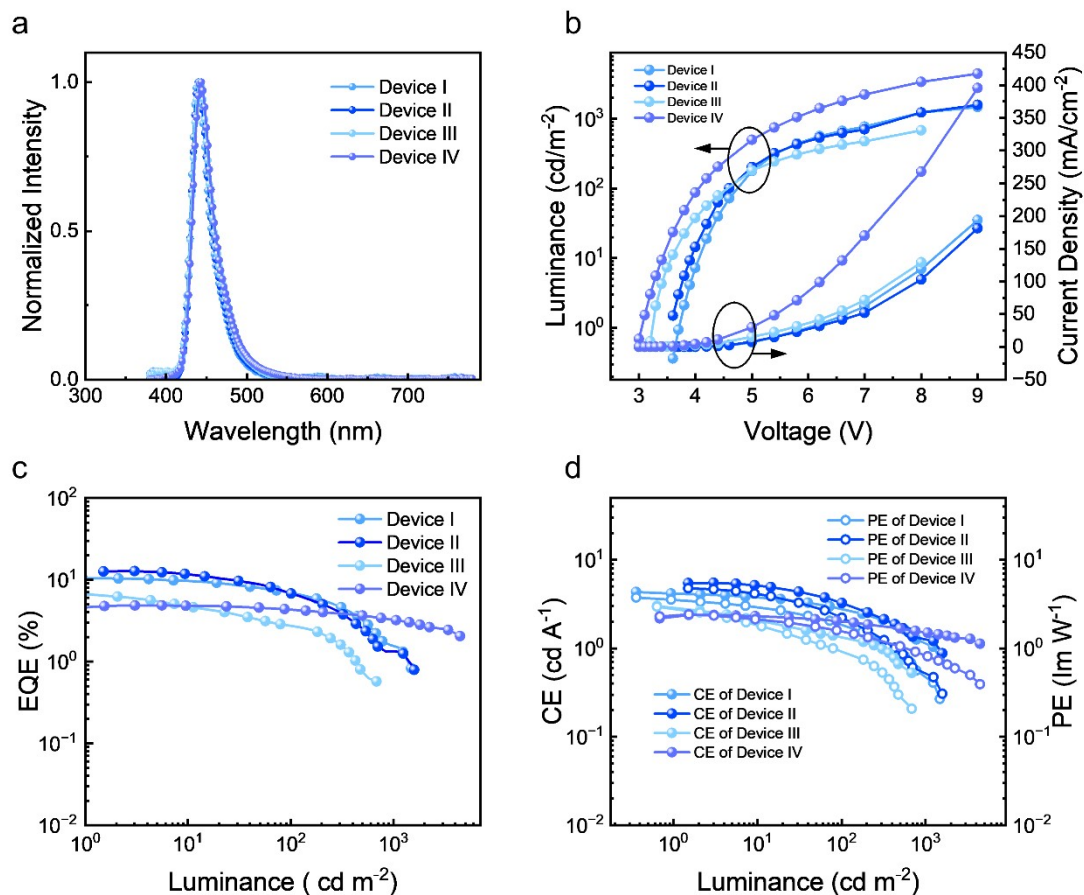 a
Normalized Intensity
1.0
0.5
0.0
300 400 500 600 700
Wavelength (nm)
Device I
Device II
Device III
Device IV
b
Luminance (cd/m⁻²)
10³
10²
10¹
10⁰
3 4 5 6 7 8 9
Voltage (V)
450
400
350
300
250
200
150
100
50
0
−50
Current Density (mA/cm⁻²)
Device I
Device II
Device III
Device IV
c
EQE (%)
10²
10¹
10⁰
10⁻¹
10⁻²
10⁰ 10¹ 10² 10³
Luminance ( cd m⁻²)
Device I
Device II
Device III
Device IV
d
CE (cd A⁻¹)
10¹
10⁰
10⁻¹
10⁻²
10⁰ 10¹ 10² 10³
Luminance (cd m⁻²)
10¹
10⁰
10⁻¹
10⁻²
PE (lm W⁻¹)
PE of Device I
PE of Device II
PE of Device III
PE of Device IV
CE of Device I
CE of Device II
CE of Device III
CE of Device IV